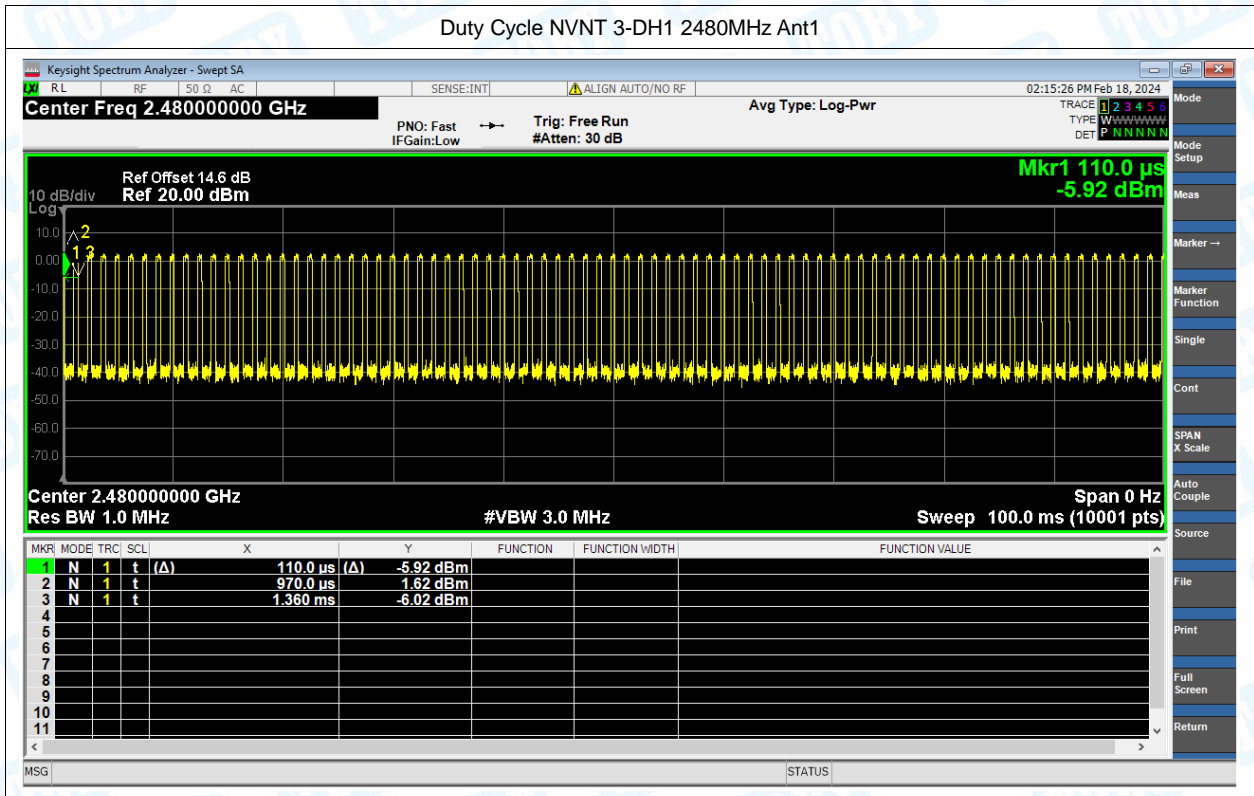 Duty Cycle NVNT 3-DH1 2480MHz Ant1
Keysight Spectrum Analyzer - Swept SA
LXI RL RF 50 Ω AC SENSE:INT ALIGN AUTO/NO RF 02:15:26 PM Feb 18, 2024
Center Freq 2.480000000 GHz
PNO: Fast
IFGain:Low
Trig: Free Run
#Atten: 30 dB
Avg Type: Log-Pwr
TRACE 1 2 3 4 5 6
TYPE WWWWWWW
DET P N N N N N
Mkr1 110.0 µs
-5.92 dBm
Ref Offset 14.6 dB
10 dB/div Ref 20.00 dBm
Log
10.0
0.00
-10.0
-20.0
-30.0
-40.0
-50.0
-60.0
-70.0
2
1 3
Center 2.480000000 GHz Span 0 Hz
Res BW 1.0 MHz #VBW 3.0 MHz Sweep 100.0 ms (10001 pts)
MKR MODE TRC SCL X Y FUNCTION FUNCTION WIDTH FUNCTION VALUE
1 N 1 t (Δ) 110.0 µs (Δ) -5.92 dBm
2 N 1 t 970.0 µs 1.62 dBm
3 N 1 t 1.360 ms -6.02 dBm
4
5
6
7
8
9
10
11
MSG STATUS
Mode
Mode Setup
Meas
Marker →
Marker Function
Single
Cont
SPAN X Scale
Auto Couple
Source
File
Print
Full Screen
Return
TOBY